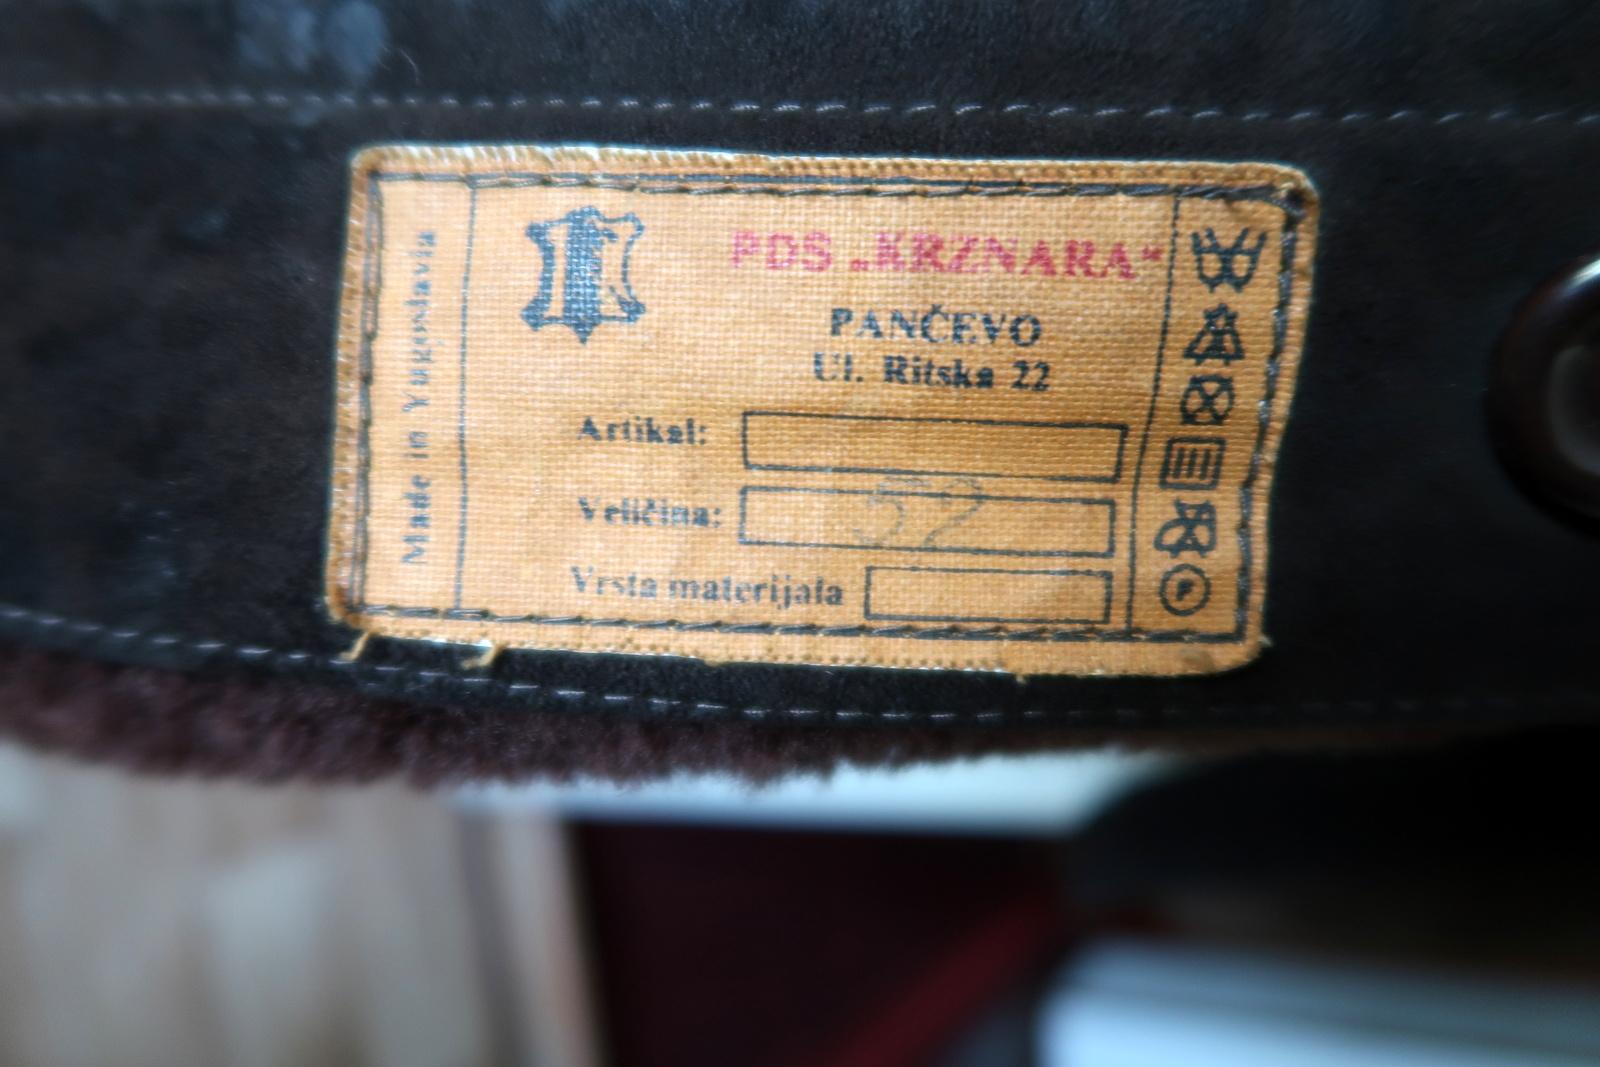 Made in Yugoslavia
PDS „KRZNARA“
PANČEVO
Ul. Ritska 22
Artikal:
Veličina: 52
Vrsta materijala
P